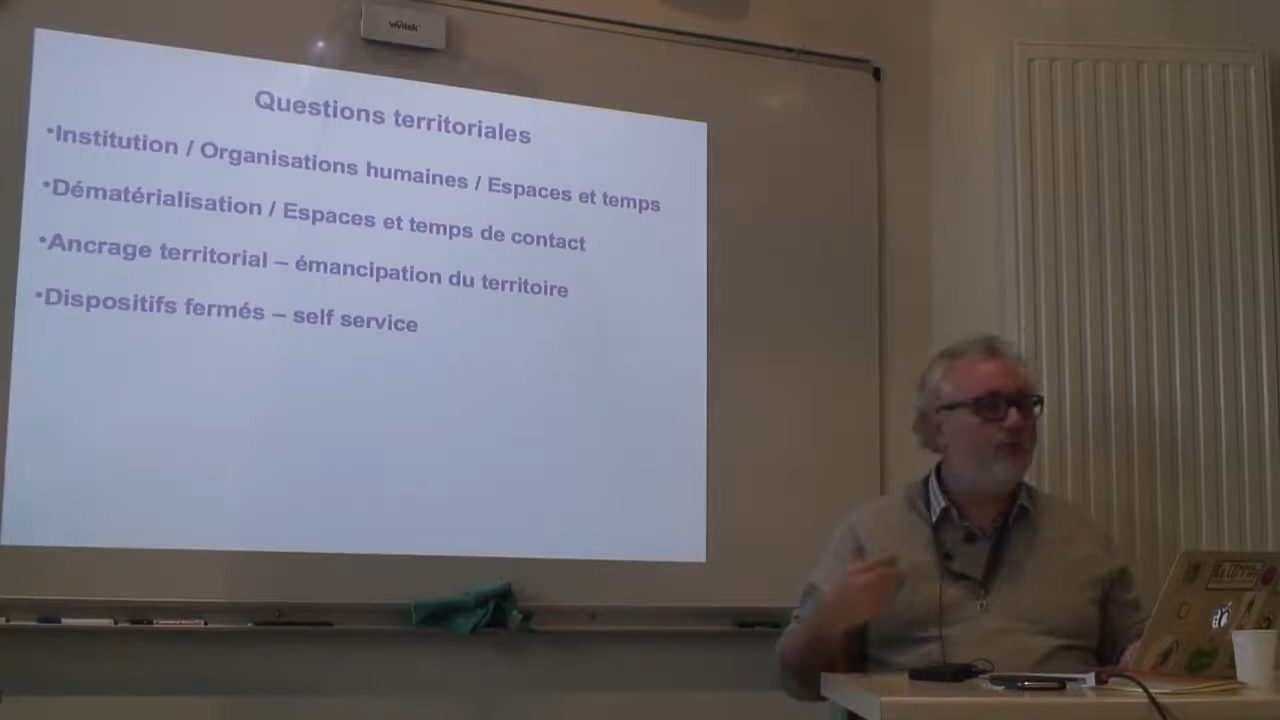 vivitek
Questions territoriales
•Institution / Organisations humaines / Espaces et temps
•Dématérialisation / Espaces et temps de contact
•Ancrage territorial – émancipation du territoire
•Dispositifs fermés – self service